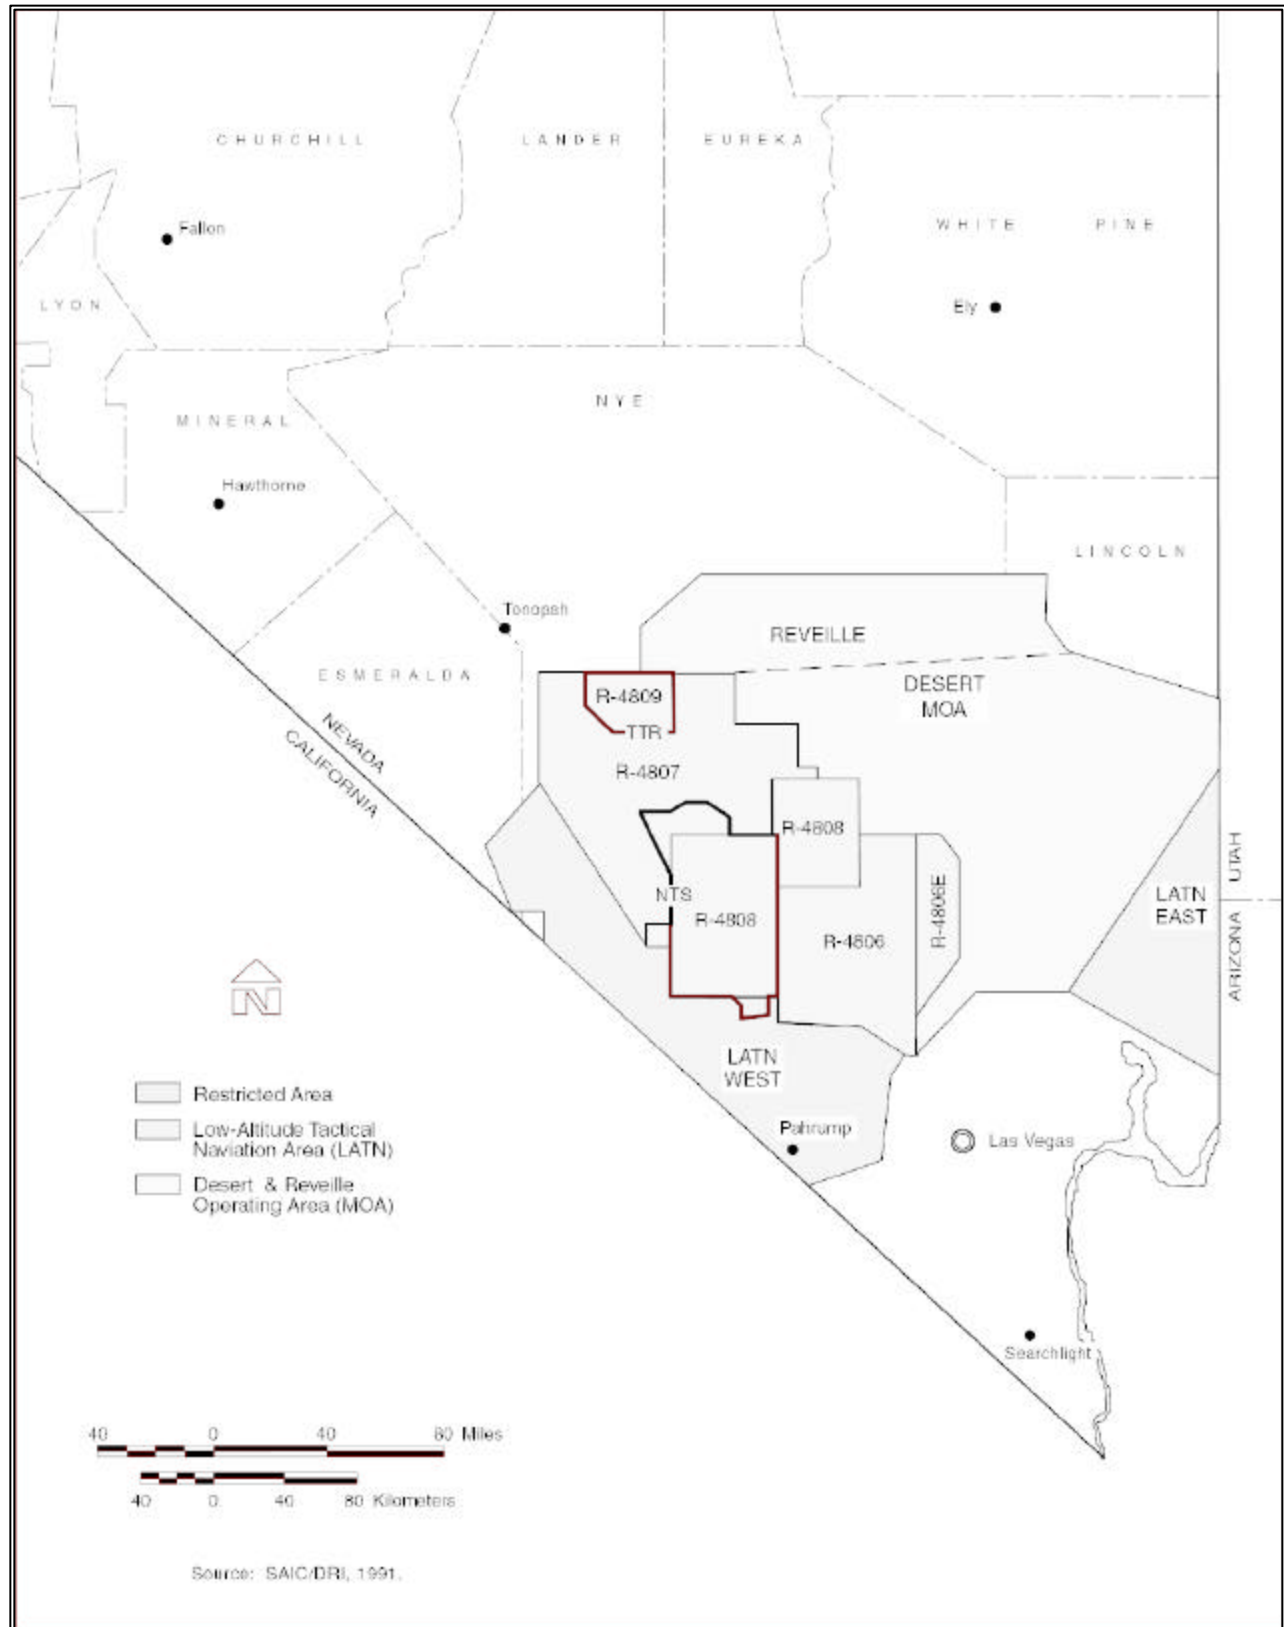 CHURCHILL
LANDER
EUREKA
Fallon
WHITE PINE
LYON
Ely
NYE
MINERAL
Hawthorne
LINCOLN
Tonopah
REVEILLE
ESMERALDA
R-4809
DESERT
MOA
TTR
NEVADA
CALIFORNIA
R-4807
R-4808
UTAH
NTS
R-4808
R-4806
R-4806E
LATN
EAST
ARIZONA
N
LATN
WEST
Restricted Area
Low-Altitude Tactical
Naviation Area (LATN)
Desert & Reveille
Operating Area (MOA)
Pahrump
Las Vegas
Searchlight
40 0 40 80 Miles
40 0 40 80 Kilometers
Source: SAIC/DRI, 1991.